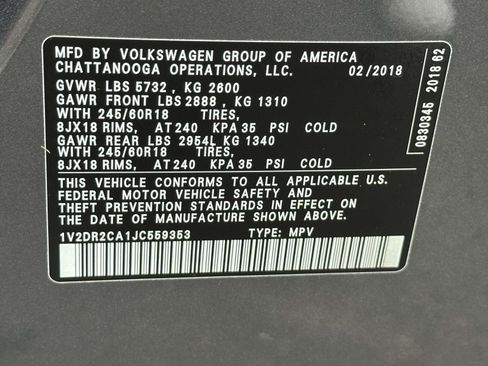 MFD BY VOLKSWAGEN GROUP OF AMERICA
CHATTANOOGA OPERATIONS, LLC. 02/2018
GVWR LBS 5732 , KG 2600
GAWR FRONT LBS 2888 , KG 1310
WITH 245/60R18 TIRES,
8JX18 RIMS, AT 240 KPA 35 PSI COLD
GAWR REAR LBS 2954L KG 1340
WITH 245/60R18 TIRES,
8JX18 RIMS, AT 240 KPA 35 PSI COLD
THIS VEHICLE CONFORMS TO ALL APPLICABLE U.S.
FEDERAL MOTOR VEHICLE SAFETY AND
THEFT PREVENTION STANDARDS IN EFFECT ON
THE DATE OF MANUFACTURE SHOWN ABOVE.
1V2DR2CA1JC559353 TYPE: MPV
0830345 2018 62